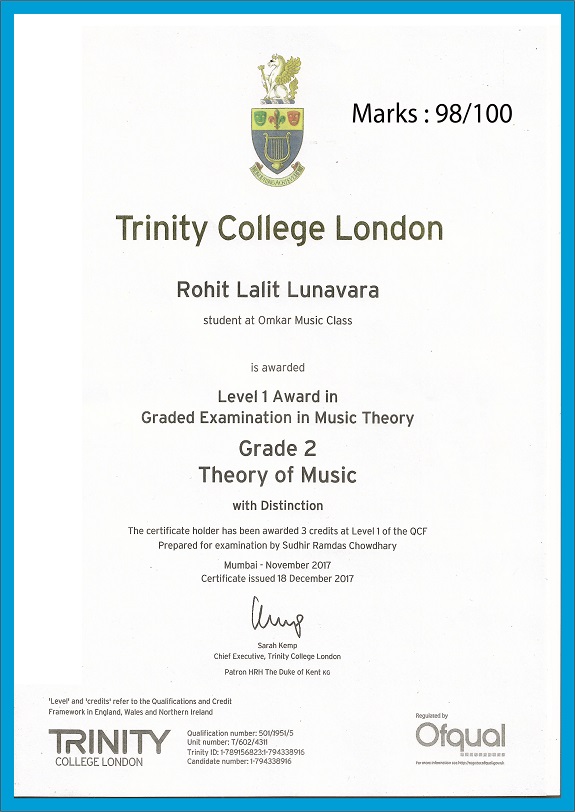 Marks : 98/100
Trinity College London
Rohit Lalit Lunavara
student at Omkar Music Class
is awarded
Level 1 Award in
Graded Examination in Music Theory
Grade 2
Theory of Music
with Distinction
The certificate holder has been awarded 3 credits at Level 1 of the QCF
Prepared for examination by Sudhir Ramdas Chowdhary
Mumbai - November 2017
Certificate issued 18 December 2017
Sarah Kemp
Chief Executive, Trinity College London
Patron HRH The Duke of Kent KG
'Level' and 'credits' refer to the Qualifications and Credit
Framework in England, Wales and Northern Ireland
TRINITY
COLLEGE LONDON
Qualification number: 501/1951/5
Unit number: T/602/4311
Trinity ID: 1-789156823:1-794338916
Candidate number: 1-794338916
Regulated by
Ofqual
For more information see http://register.ofqual.gov.uk